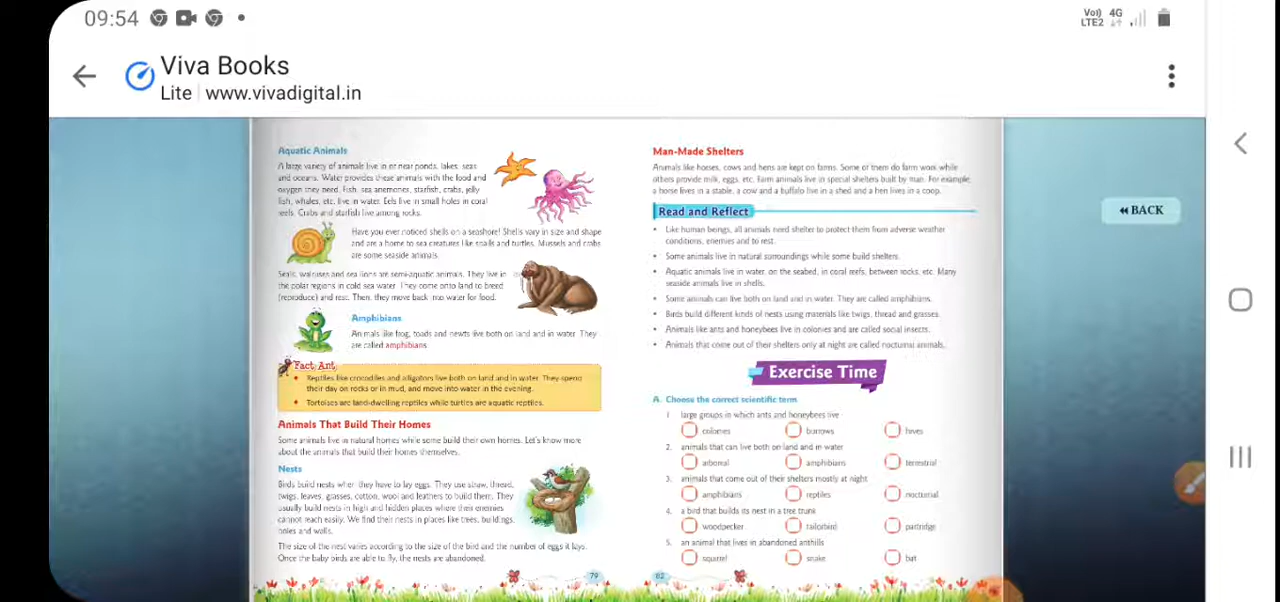 09:54
Vo)) 4G
LTE2
Viva Books
Lite www.vivadigital.in
BACK
Aquatic Animals
A large variety of animals live in or near ponds, lakes, seas
and oceans. Water provides these animals with the food and
oxygen they need. Fish, sea anemones, starfish, crabs, jelly
fish, whales, etc. live in water. Eels live in small holes in coral
reefs. Crabs and starfish live among rocks.
Have you ever noticed shells on a seashore? Shells vary in size and shape
and are a home to sea creatures like snails and turtles. Mussels and crabs
are some seaside animals.
Seals, walruses and sea lions are semi-aquatic animals. They live in
the polar regions in cold sea water. They come onto land to breed
(reproduce) and rest. Then, they move back into water for food.
Amphibians
Animals like frog, toads and newts live both on land and in water. They
are called amphibians.
Fact Ant
• Reptiles like crocodiles and alligators live both on land and in water. They spend
their day on rocks or in mud, and move into water in the evening.
• Tortoises are land-dwelling reptiles while turtles are aquatic reptiles.
Animals That Build Their Homes
Some animals live in natural homes while some build their own homes. Let's know more
about the animals that build their homes themselves.
Nests
Birds build nests when they have to lay eggs. They use straw, thread,
twigs, leaves, grasses, cotton, wool and feathers to build them. They
usually build nests in high and hidden places where their enemies
cannot reach easily. We find their nests in places like trees, buildings,
holes and walls.
The size of the nest varies according to the size of the bird and the number of eggs it lays.
Once the baby birds are able to fly, the nests are abandoned.
79
Man-Made Shelters
Animals like horses, cows and hens are kept on farms. Some of them do farm work while
others provide milk, eggs, etc. Farm animals live in special shelters built by man. For example,
a horse lives in a stable, a cow and a buffalo live in a shed and a hen lives in a coop.
Read and Reflect
• Like human beings, all animals need shelter to protect them from adverse weather
conditions, enemies and to rest.
• Some animals live in natural surroundings while some build shelters.
• Aquatic animals live in water, on the seabed, in coral reefs, between rocks, etc. Many
seaside animals live in shells.
• Some animals can live both on land and in water. They are called amphibians.
• Birds build different kinds of nests using materials like twigs, thread and grasses.
• Animals like ants and honeybees live in colonies and are called social insects.
• Animals that come out of their shelters only at night are called nocturnal animals.
Exercise Time
A. Choose the correct scientific term
1. large groups in which ants and honeybees live
colonies burrows hives
2. animals that can live both on land and in water
arboreal amphibians terrestrial
3. animals that come out of their shelters mostly at night
amphibians reptiles nocturnal
4. a bird that builds its nest in a tree trunk
woodpecker tailorbird partridge
5. an animal that lives in abandoned anthills
squirrel snake bat
82